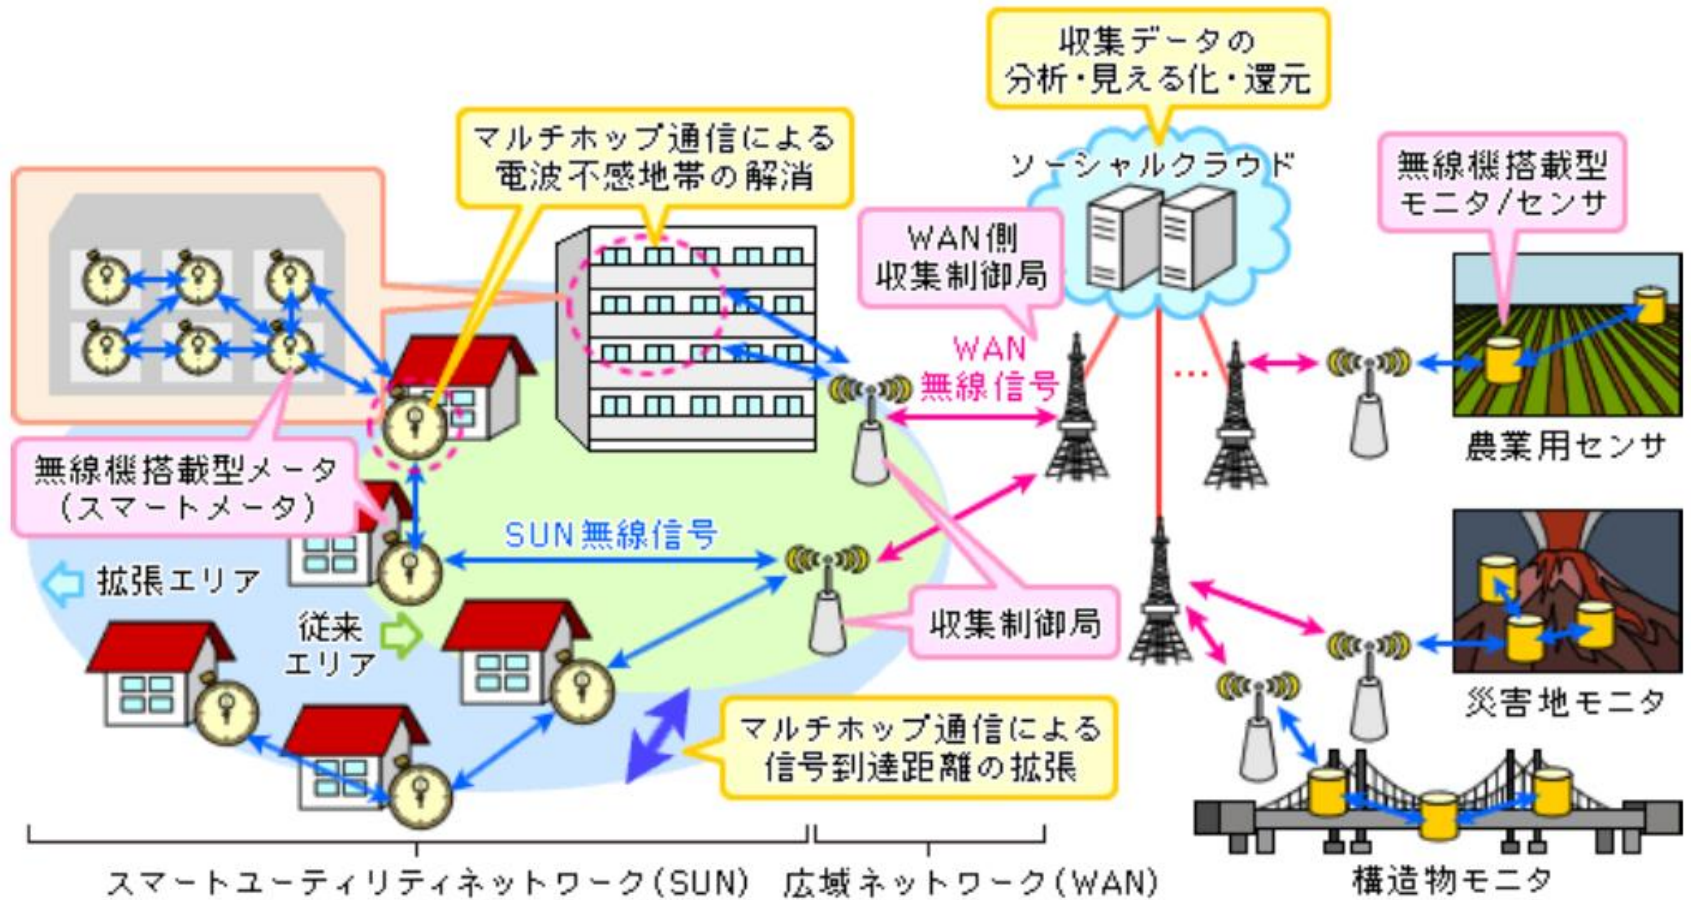 収集データの
分析・見える化・還元
マルチホップ通信による
電波不感地帯の解消
ソーシャルクラウド
無線機搭載型
モニタ/センサ
WAN側
収集制御局
WAN
無線信号
...
農業用センサ
無線機搭載型メータ
(スマートメータ)
SUN無線信号
拡張エリア
従来
エリア
収集制御局
災害地モニタ
マルチホップ通信による
信号到達距離の拡張
構造物モニタ
スマートユーティリティネットワーク(SUN)
広域ネットワーク(WAN)